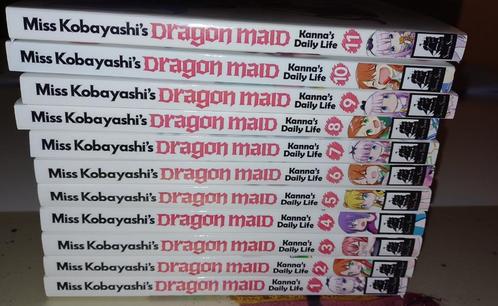 Miss Kobayashi's Dragon Maid Kanna's Daily Life 11
Miss Kobayashi's Dragon Maid Kanna's Daily Life 10
Miss Kobayashi's Dragon Maid Kanna's Daily Life 9
Miss Kobayashi's Dragon Maid Kanna's Daily Life 8
Miss Kobayashi's Dragon Maid Kanna's Daily Life 7
Miss Kobayashi's Dragon Maid Kanna's Daily Life 6
Miss Kobayashi's Dragon Maid Kanna's Daily Life 5
Miss Kobayashi's Dragon Maid Kanna's Daily Life 4
Miss Kobayashi's Dragon Maid Kanna's Daily Life 3
Miss Kobayashi's Dragon Maid Kanna's Daily Life 2
Miss Kobayashi's Dragon Maid Kanna's Daily Life 1